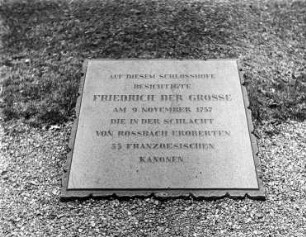 AUF DIESEM SCHLOSSHOFE
BESICHTIGTE
FRIEDRICH DER GROSSE
AM 9 NOVEMBER 1757
DIE IN DER SCHLACHT
VON ROSSBACH EROBERTEN
55 FRANZOESISCHEN
KANONEN